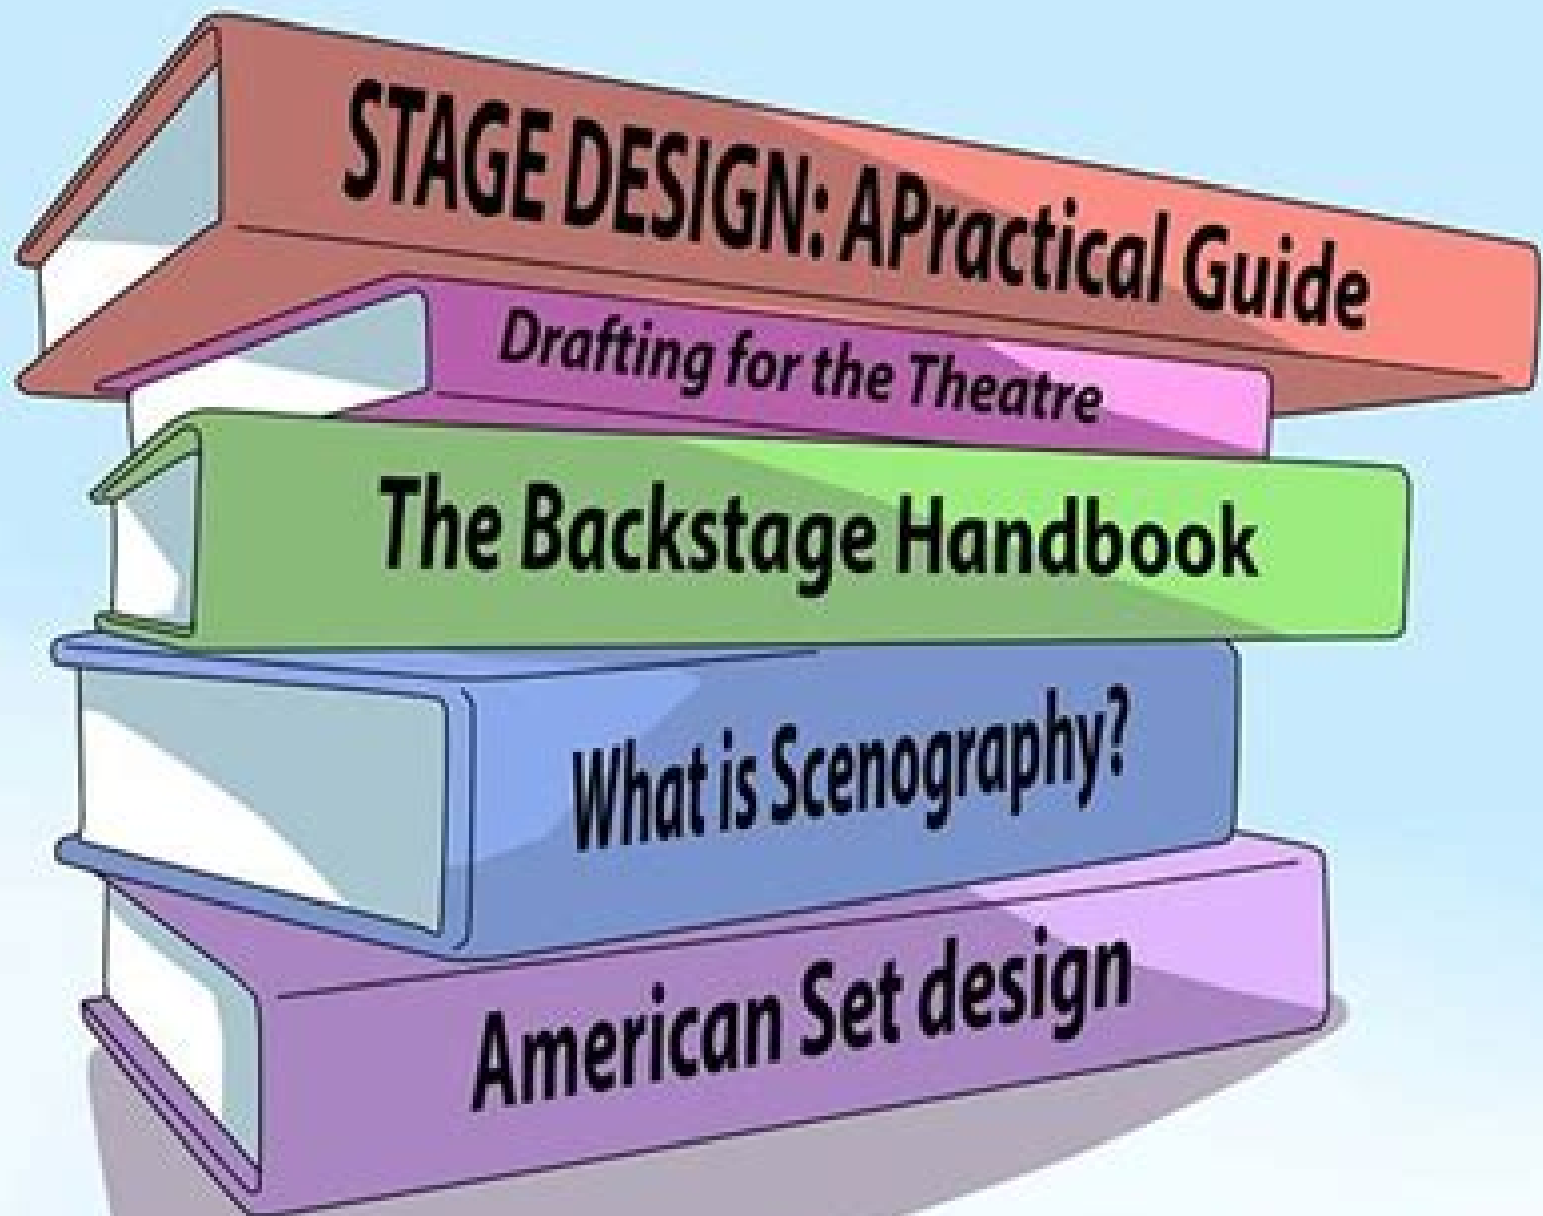 STAGE DESIGN: APractical Guide
Drafting for the Theatre
The Backstage Handbook
What is Scenography?
American Set design